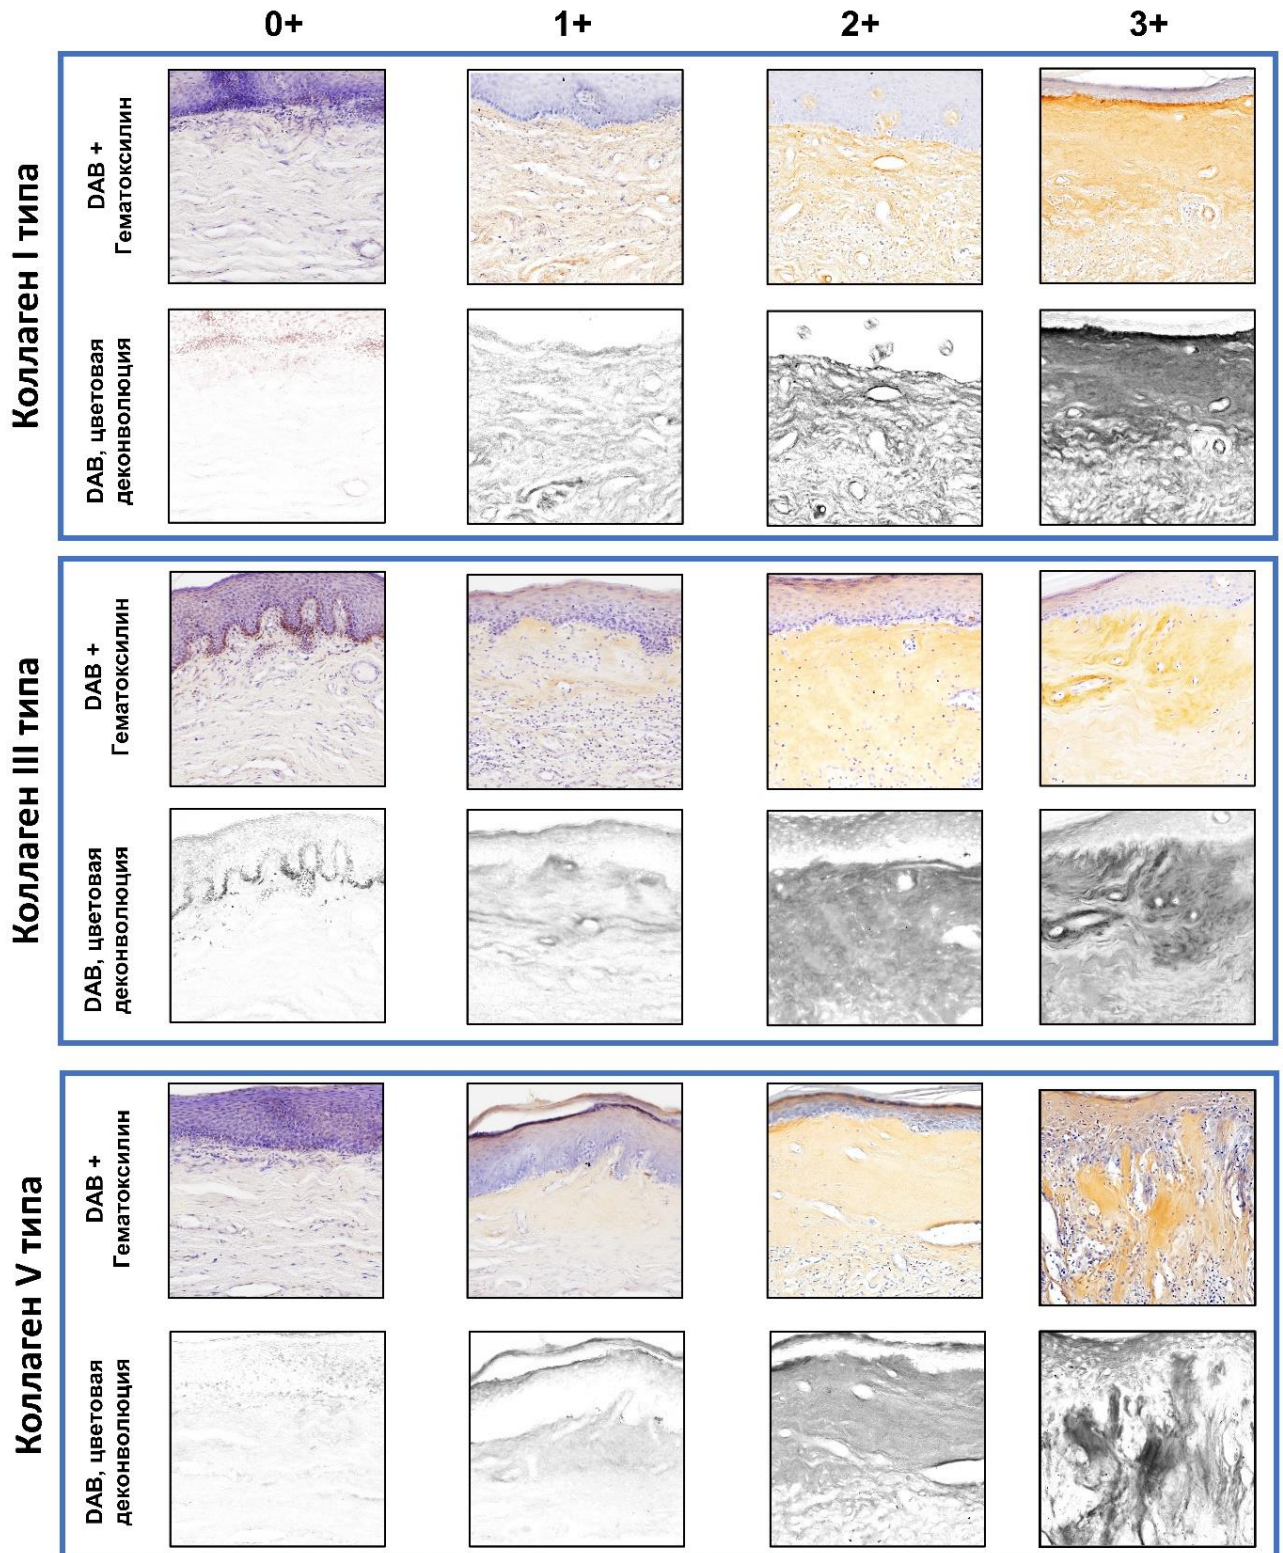 0+ 1+ 2+ 3+
Коллаген I типа
DAB +
Гематоксилин
DAB, цветовая
деконволюция
Коллаген III типа
DAB +
Гематоксилин
DAB, цветовая
деконволюция
Коллаген V типа
DAB +
Гематоксилин
DAB, цветовая
деконволюция